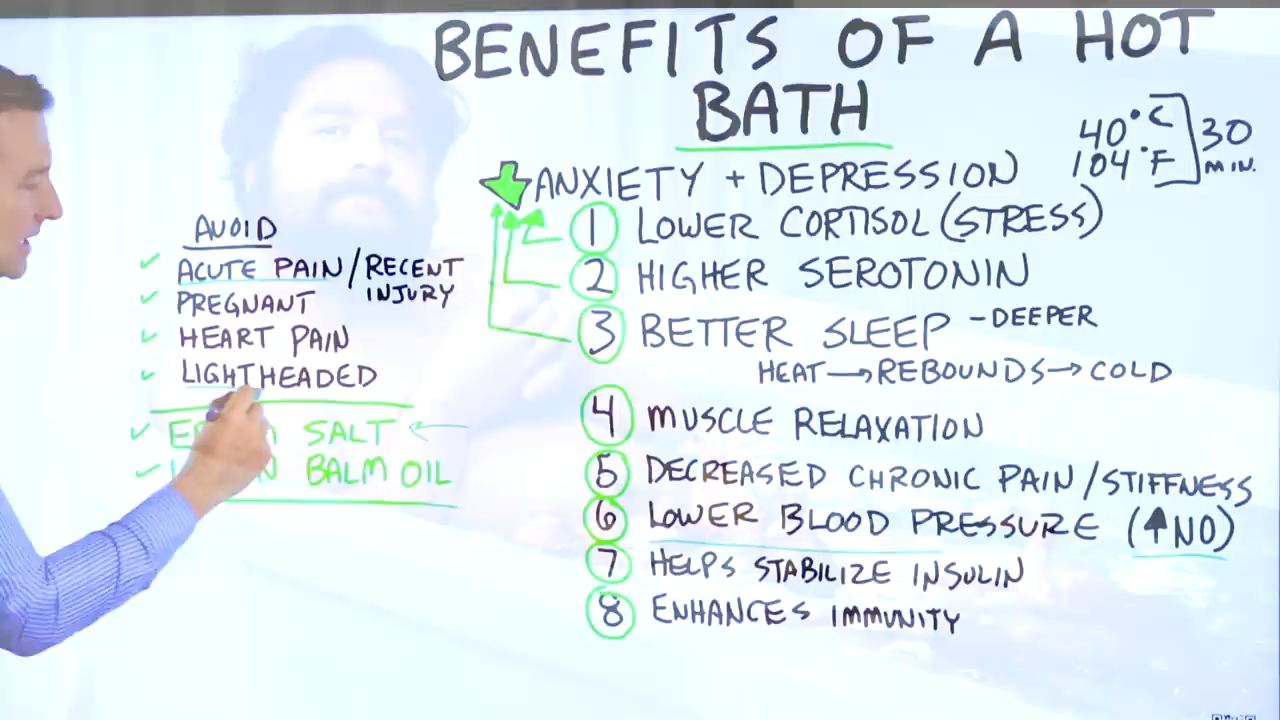 BENEFITS OF A HOT
BATH
40°C
104°F
30
MIN.
ANXIETY + DEPRESSION
1 LOWER CORTISOL (STRESS)
2 HIGHER SEROTONIN
3 BETTER SLEEP - DEEPER
HEAT → REBOUNDS → COLD
4 MUSCLE RELAXATION
5 DECREASED CHRONIC PAIN / STIFFNESS
6 LOWER BLOOD PRESSURE (↑NO)
7 HELPS STABILIZE INSULIN
8 ENHANCES IMMUNITY
AVOID
ACUTE PAIN / RECENT
INJURY
PREGNANT
HEART PAIN
LIGHTHEADED
SALT
BALM OIL